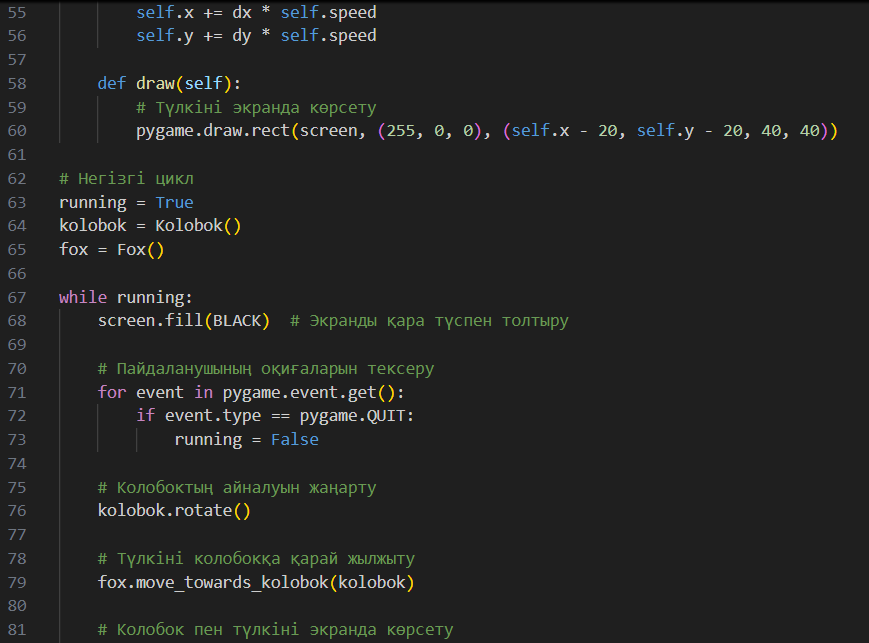 55 self.x += dx * self.speed
56 self.y += dy * self.speed
57
58 def draw(self):
59 # Түлкіні экранда көрсету
60 pygame.draw.rect(screen, (255, 0, 0), (self.x - 20, self.y - 20, 40, 40))
61
62 # Негізгі цикл
63 running = True
64 kolobok = Kolobok()
65 fox = Fox()
66
67 while running:
68 screen.fill(BLACK)  # Экранды қара түспен толтыру
69
70 # Пайдаланушының оқиғаларын тексеру
71 for event in pygame.event.get():
72 if event.type == pygame.QUIT:
73 running = False
74
75 # Колобоктың айналуын жаңарту
76 kolobok.rotate()
77
78 # Түлкіні колобокқа қарай жылжыту
79 fox.move_towards_kolobok(kolobok)
80
81 # Колобок пен түлкіні экранда көрсету